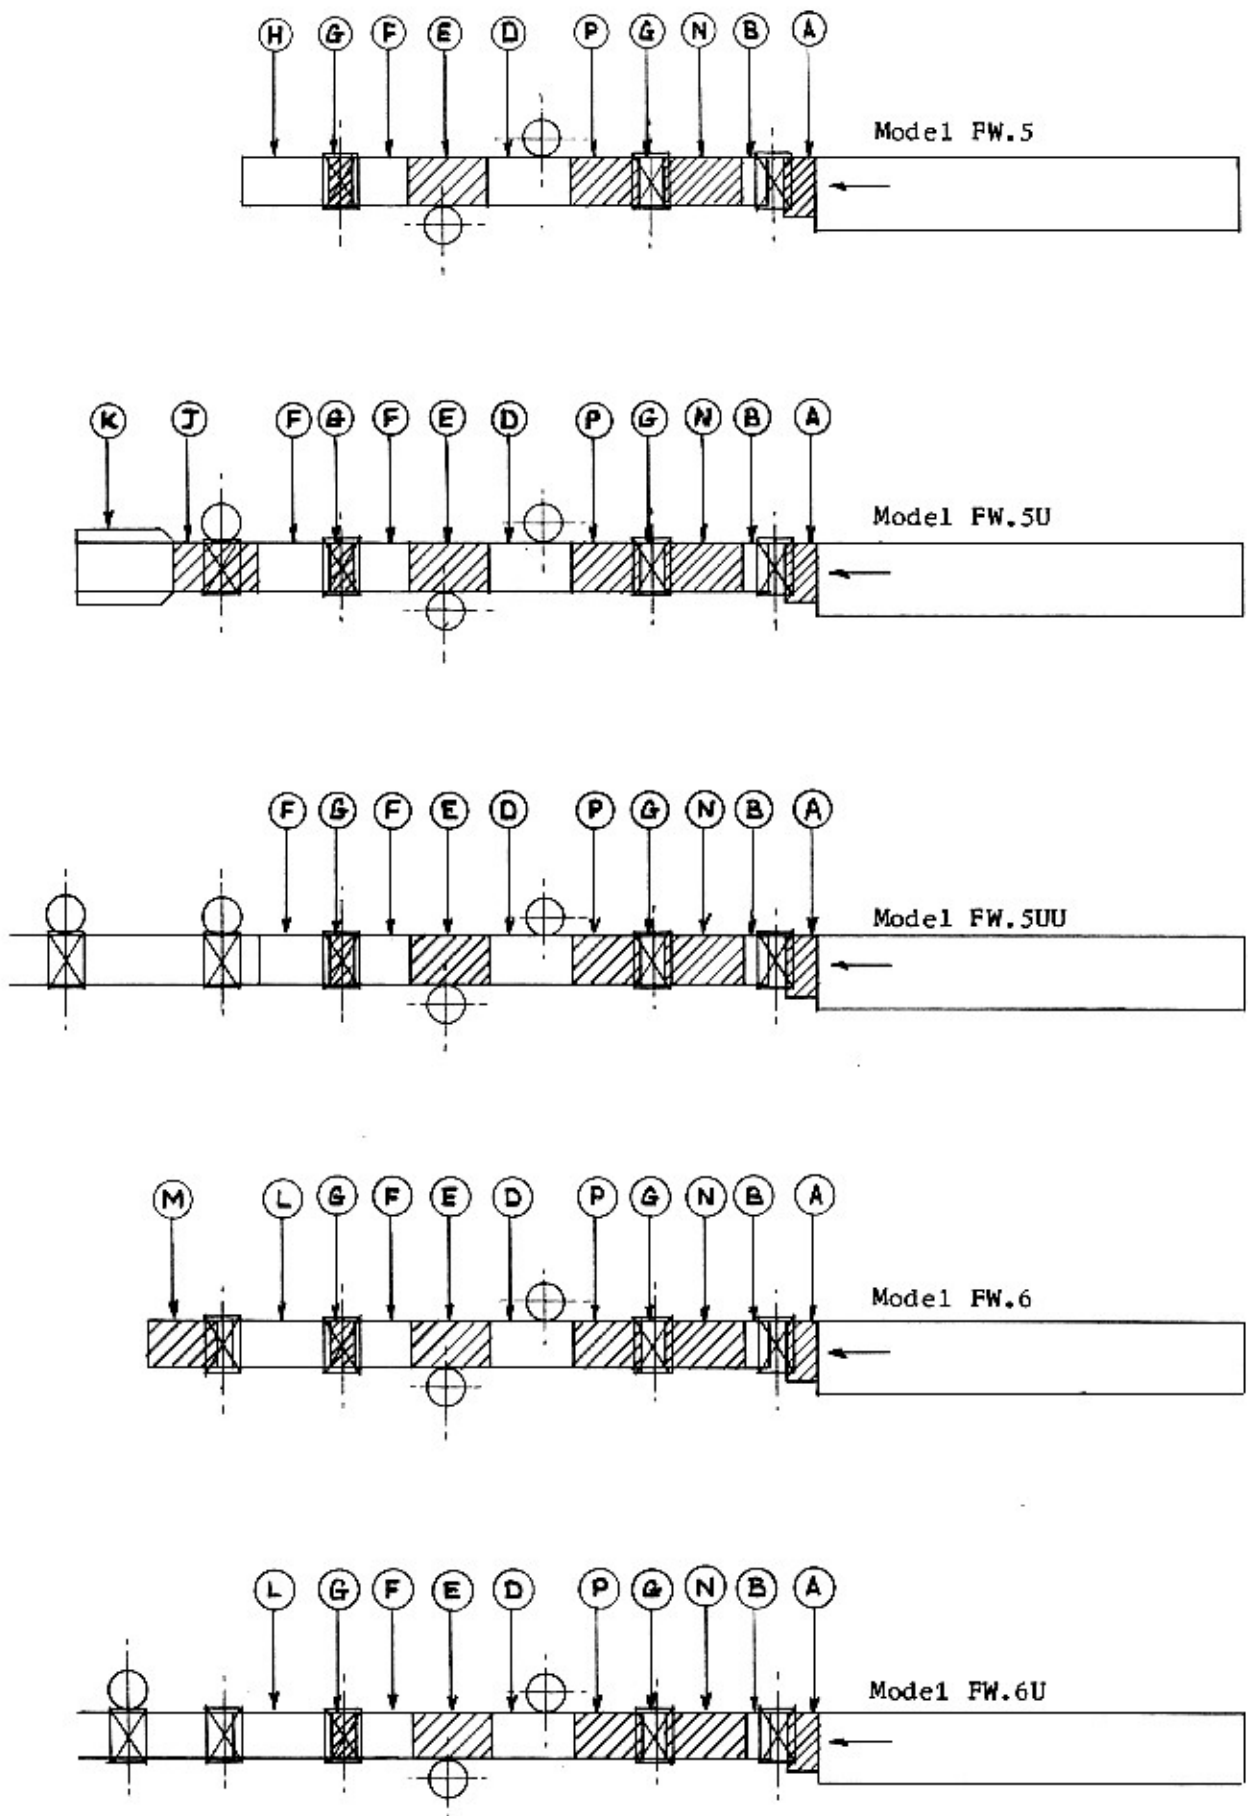 H G F E D P G N B A
Model FW.5
K J F G F E D P G N B A
Model FW.5U
F G F E D P G N B A
Model FW.5UU
M L G F E D P G N B A
Model FW.6
L G F E D P G N B A
Model FW.6U